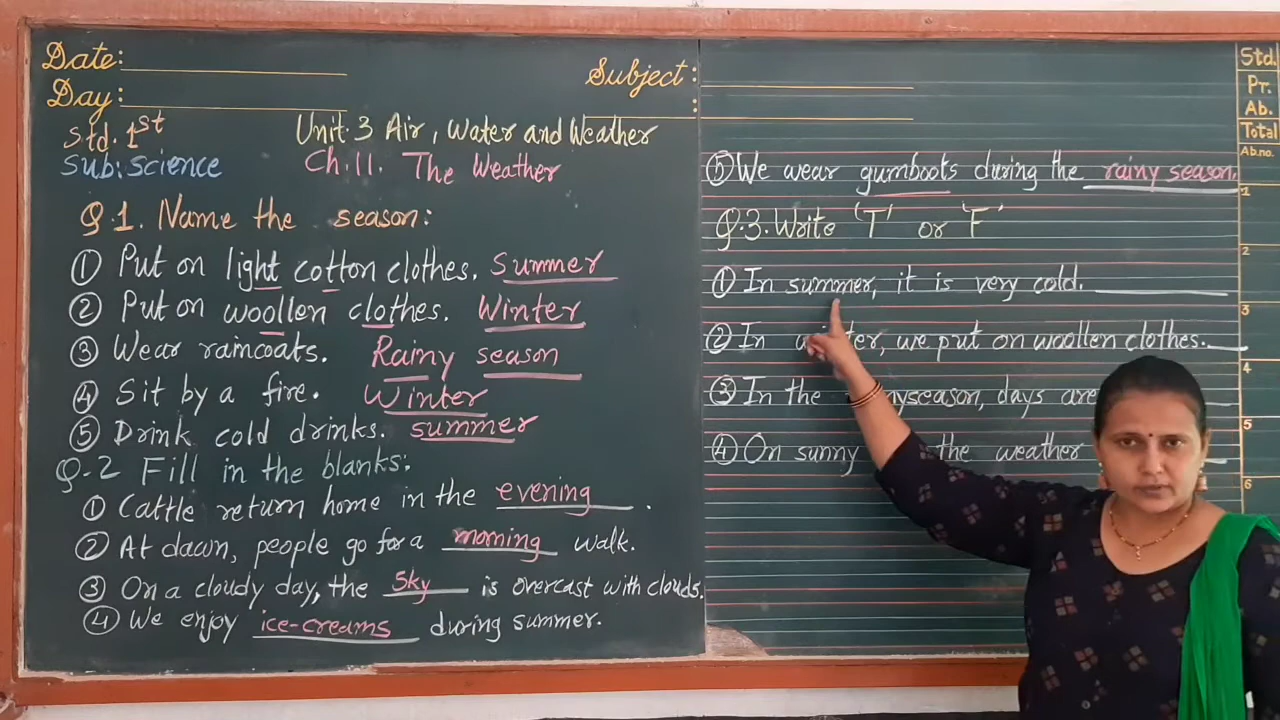 Date:
Day:
Subject:
:
Std. 1st
Unit.3 Air, Water and Weather
Sub: science
Ch.11. The Weather
Q.1. Name the season:
① Put on light cotton clothes. Summer
② Put on woollen clothes. Winter
③ Wear raincoats. Rainy season
④ Sit by a fire. Winter
⑤ Drink cold drinks. summer
Q-2 Fill in the blanks:
① Cattle return home in the evening.
② At dawn, people go for a morning walk.
③ On a cloudy day, the Sky is overcast with clouds.
④ We enjoy ice-creams during summer.
⑤ We wear gumboots during the rainy season.
Q.3. Write 'T' or 'F'
① In summer, it is very cold.
② In , we put on woollen clothes.
③ In the season, days are
④ On sunny the weather
Std.
Pr.
Ab.
Total
Ab.no.
1
2
3
4
5
6